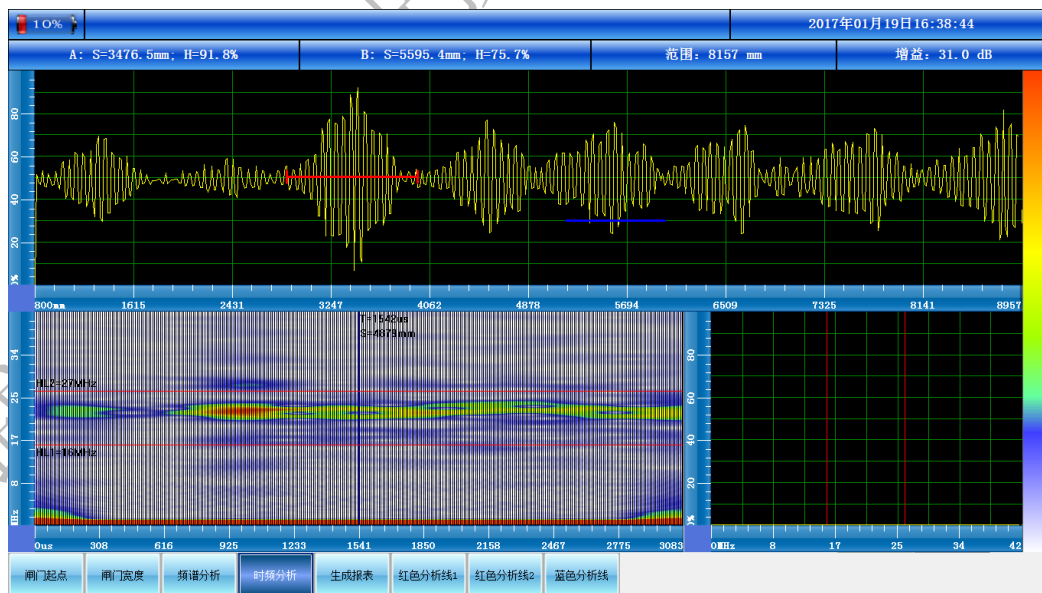 10%
2017年01月19日16:38:44
A: S=3476.5mm; H=91.8%
B: S=5595.4mm; H=75.7%
范围: 8157 mm
增益: 31.0 dB
80
60
40
20
%
800mm 1615 2431 3247 4062 4878 5694 6509 7325 8141 8957
T=1542us
S=4879mm
34
HL2=27MHz
25
17
HL1=16MHz
8
0us 308 616 925 1233 1541 1850 2158 2467 2775 3083
80
60
40
20
%
8 17 25 34 42
闸门起点 闸门宽度 频谱分析 时频分析 生成报表 红色分析线1 红色分析线2 蓝色分析线